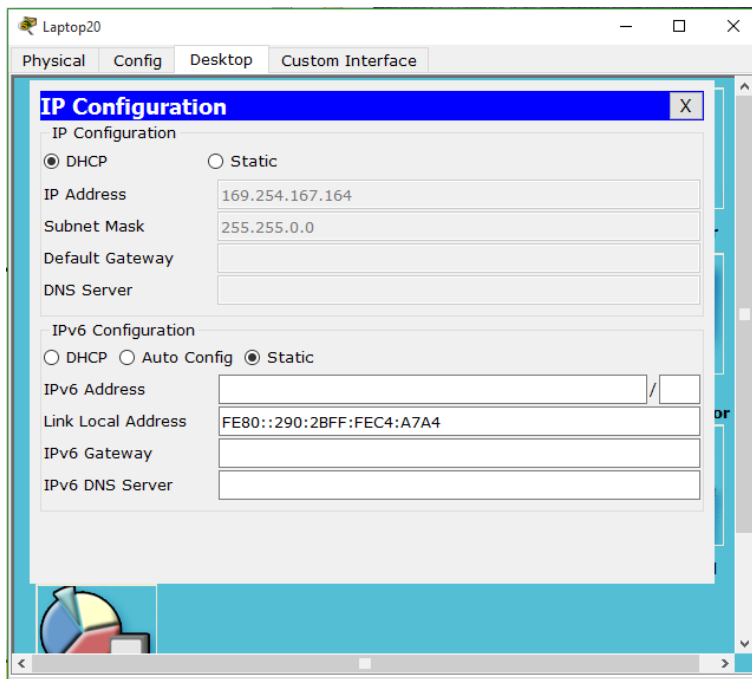 Laptop20
Physical Config Desktop Custom Interface
IP Configuration X
IP Configuration
DHCP Static
IP Address 169.254.167.164
Subnet Mask 255.255.0.0
Default Gateway
DNS Server
IPv6 Configuration
DHCP Auto Config Static
IPv6 Address /
Link Local Address FE80::290:2BFF:FEC4:A7A4
or
IPv6 Gateway
IPv6 DNS Server